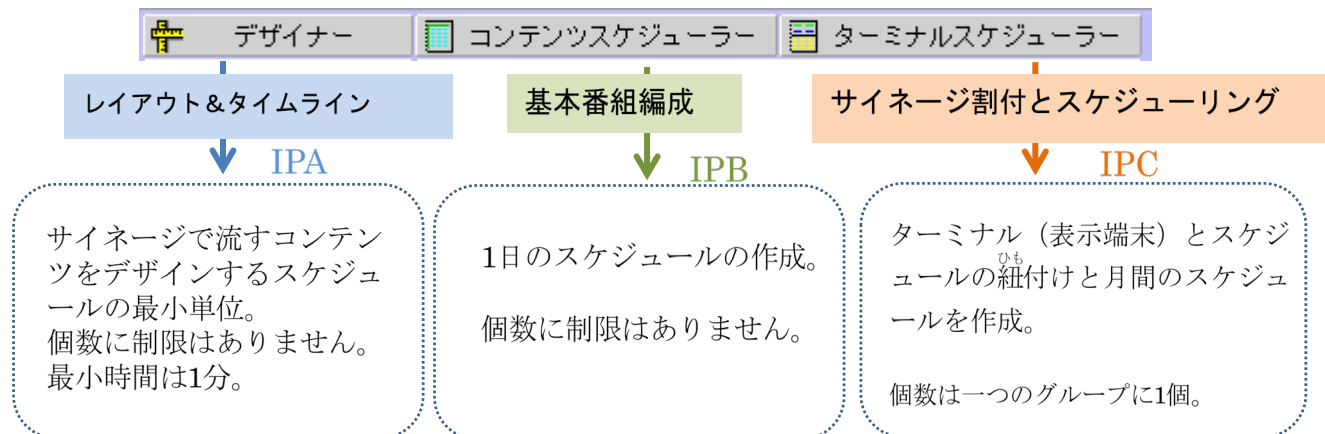 デザイナー
コンテンツスケジューラー
ターミナルスケジューラー
レイアウト＆タイムライン
基本番組編成
サイネージ割付とスケジューリング
IPA
IPB
IPC
サイネージで流すコンテン
ツをデザインするスケジュ
ールの最小単位。
個数に制限はありません。
最小時間は1分。
1日のスケジュールの作成。
個数に制限はありません。
ターミナル（表示端末）とスケジ
ひも
ュールの紐付けと月間のスケジュ
ールを作成。
個数は一つのグループに1個。